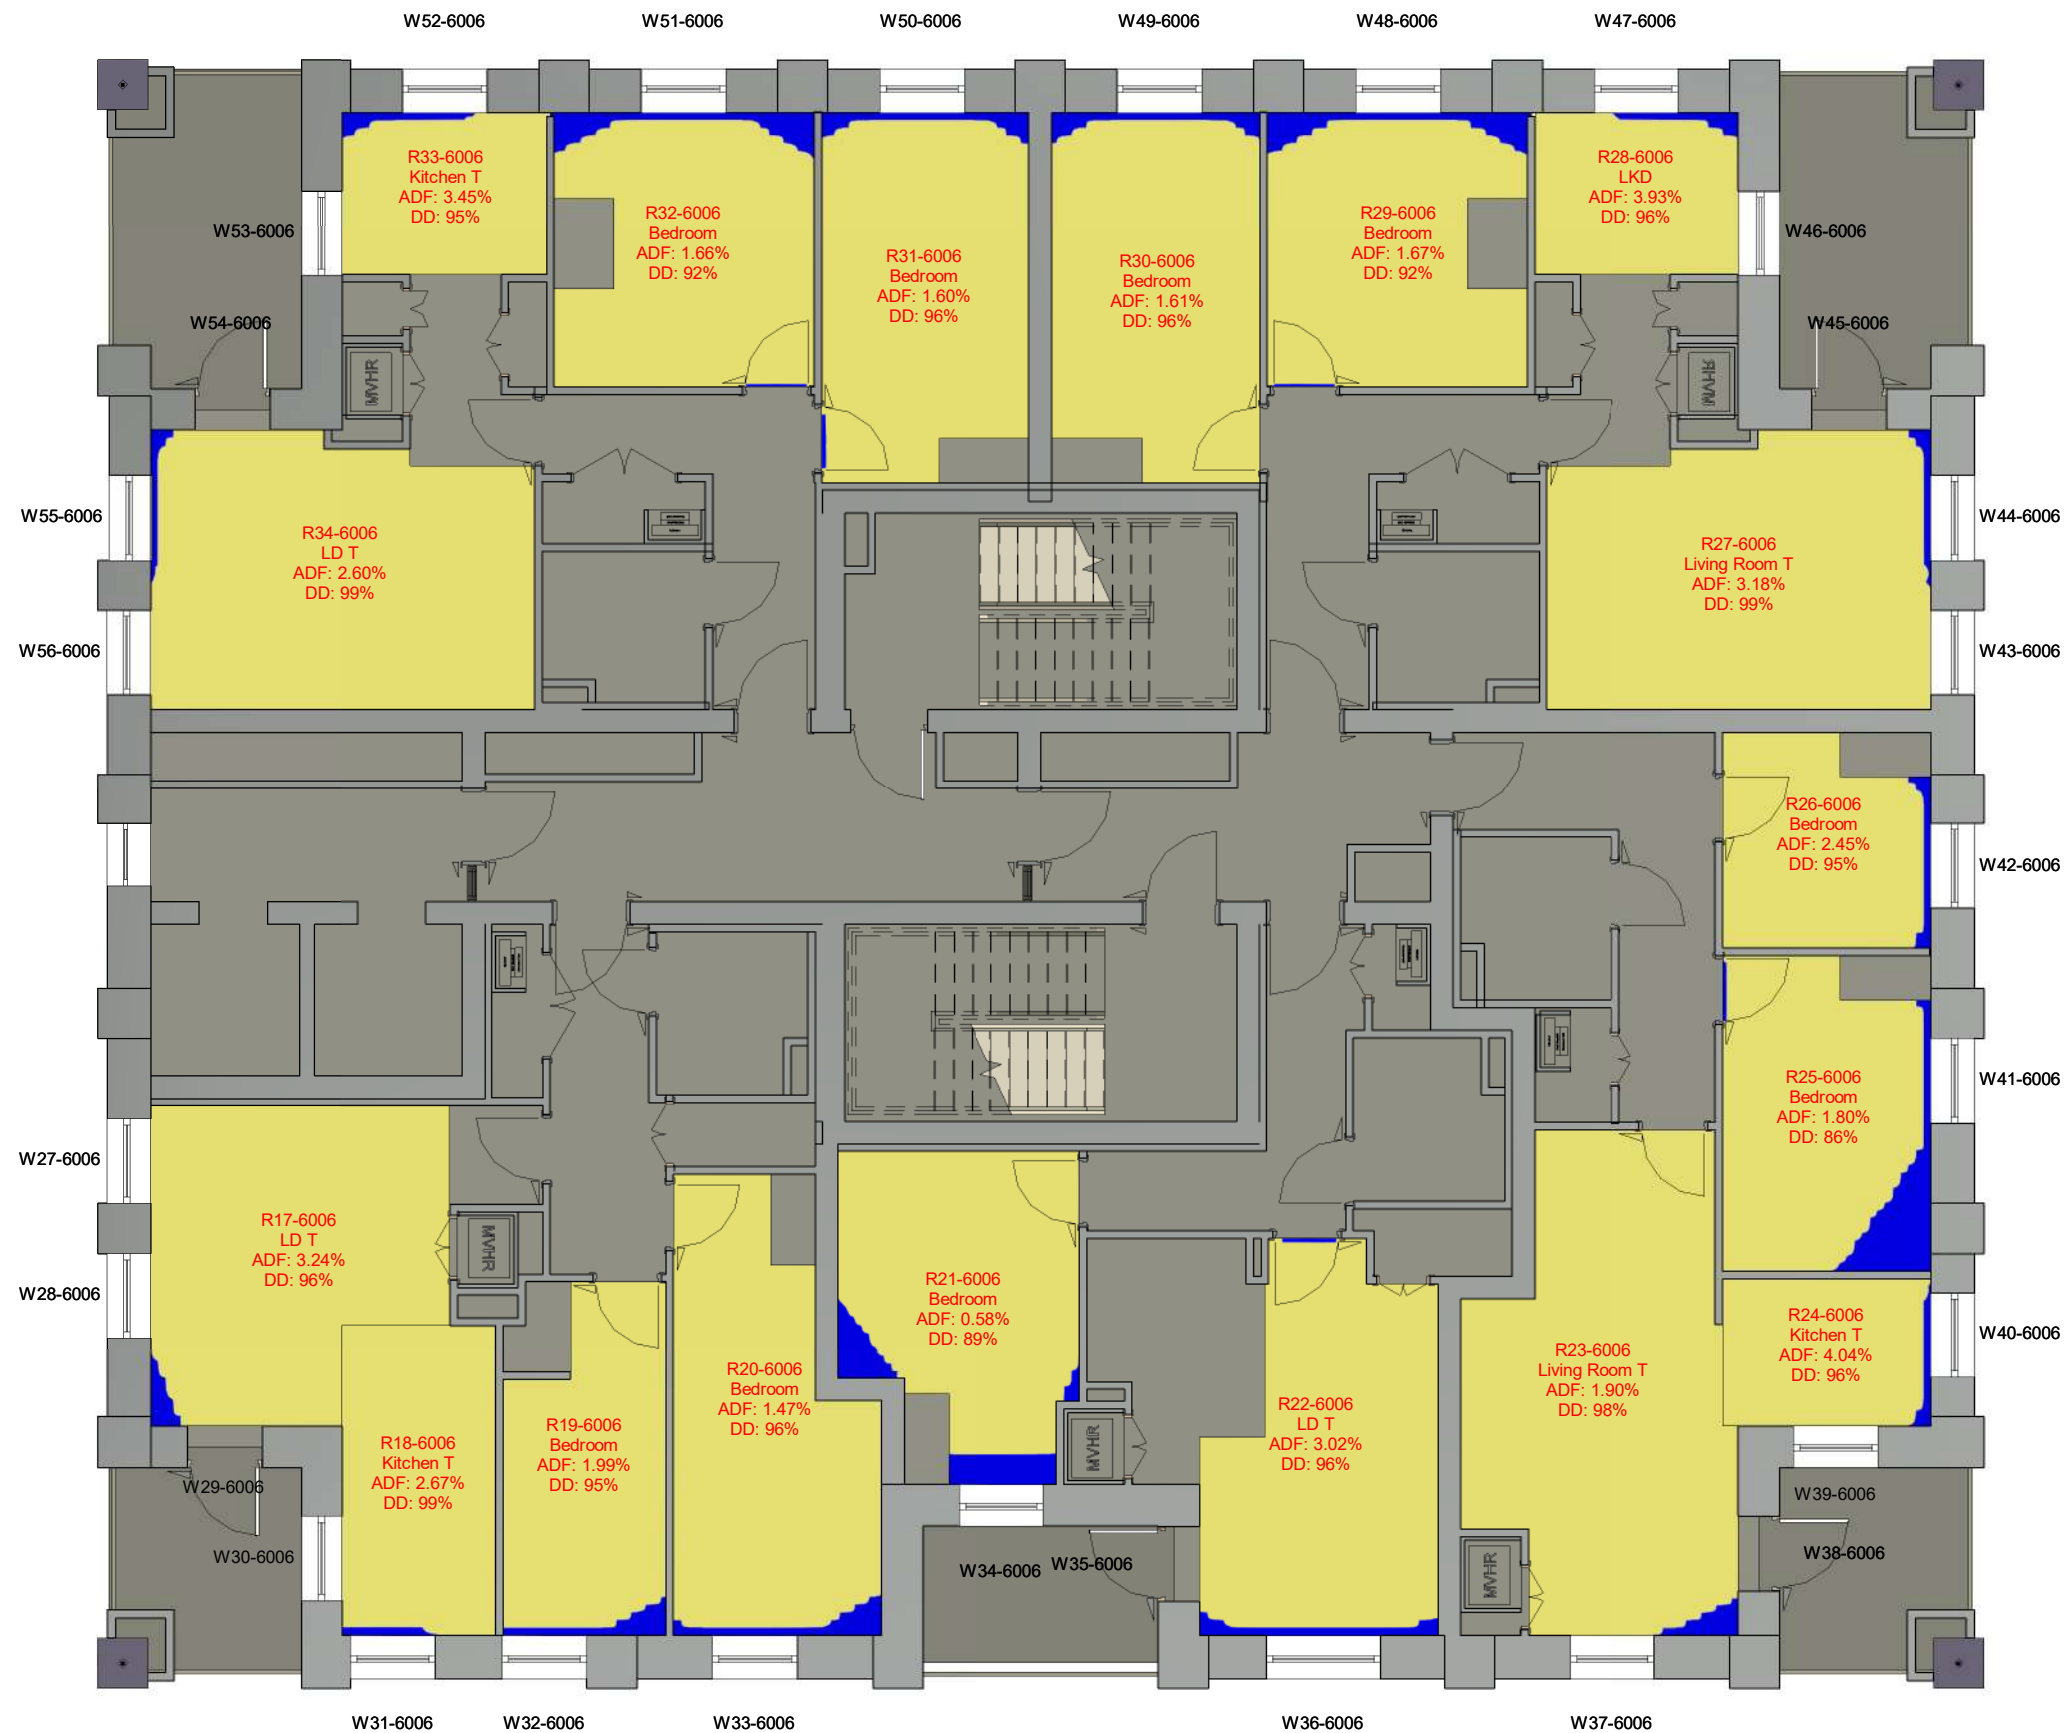 W52-6006
W51-6006
W50-6006
W49-6006
W48-6006
W47-6006
R33-6006
Kitchen T
ADF: 3.45%
DD: 95%
R32-6006
Bedroom
ADF: 1.66%
DD: 92%
R31-6006
Bedroom
ADF: 1.60%
DD: 96%
R30-6006
Bedroom
ADF: 1.61%
DD: 96%
R29-6006
Bedroom
ADF: 1.67%
DD: 92%
R28-6006
LKD
ADF: 3.93%
DD: 96%
W53-6006
W46-6006
W54-6006
W45-6006
MVHR
MVHR
W55-6006
R34-6006
LD T
ADF: 2.60%
DD: 99%
R27-6006
Living Room T
ADF: 3.18%
DD: 99%
W44-6006
W56-6006
W43-6006
R26-6006
Bedroom
ADF: 2.45%
DD: 95%
W42-6006
R25-6006
Bedroom
ADF: 1.80%
DD: 86%
W41-6006
W27-6006
R17-6006
LD T
ADF: 3.24%
DD: 96%
MVHR
W28-6006
R21-6006
Bedroom
ADF: 0.58%
DD: 89%
R24-6006
Kitchen T
ADF: 4.04%
DD: 96%
W40-6006
R20-6006
Bedroom
ADF: 1.47%
DD: 96%
R23-6006
Living Room T
ADF: 1.90%
DD: 98%
R22-6006
LD T
ADF: 3.02%
DD: 96%
R19-6006
Bedroom
ADF: 1.99%
DD: 95%
R18-6006
Kitchen T
ADF: 2.67%
DD: 99%
MVHR
W29-6006
W39-6006
W30-6006
W34-6006
W35-6006
MVHR
W38-6006
W31-6006
W32-6006
W33-6006
W36-6006
W37-6006